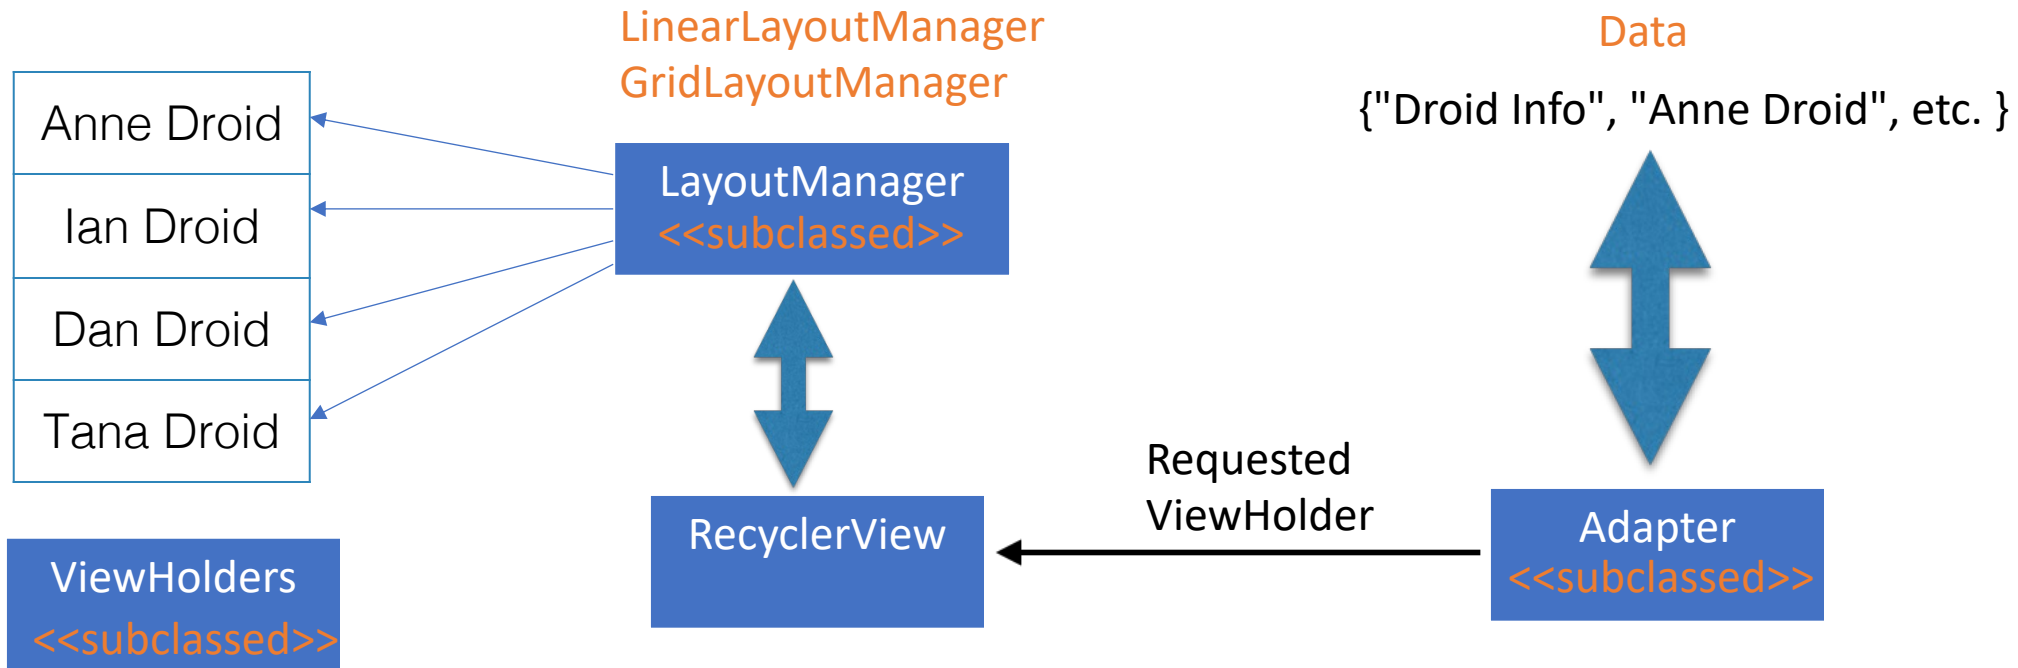 LinearLayoutManager
GridLayoutManager
Data
{"Droid Info", "Anne Droid", etc. }
Anne Droid
Ian Droid
Dan Droid
Tana Droid
LayoutManager
<<subclassed>>
Requested
ViewHolder
RecyclerView
Adapter
<<subclassed>>
ViewHolders
<<subclassed>>